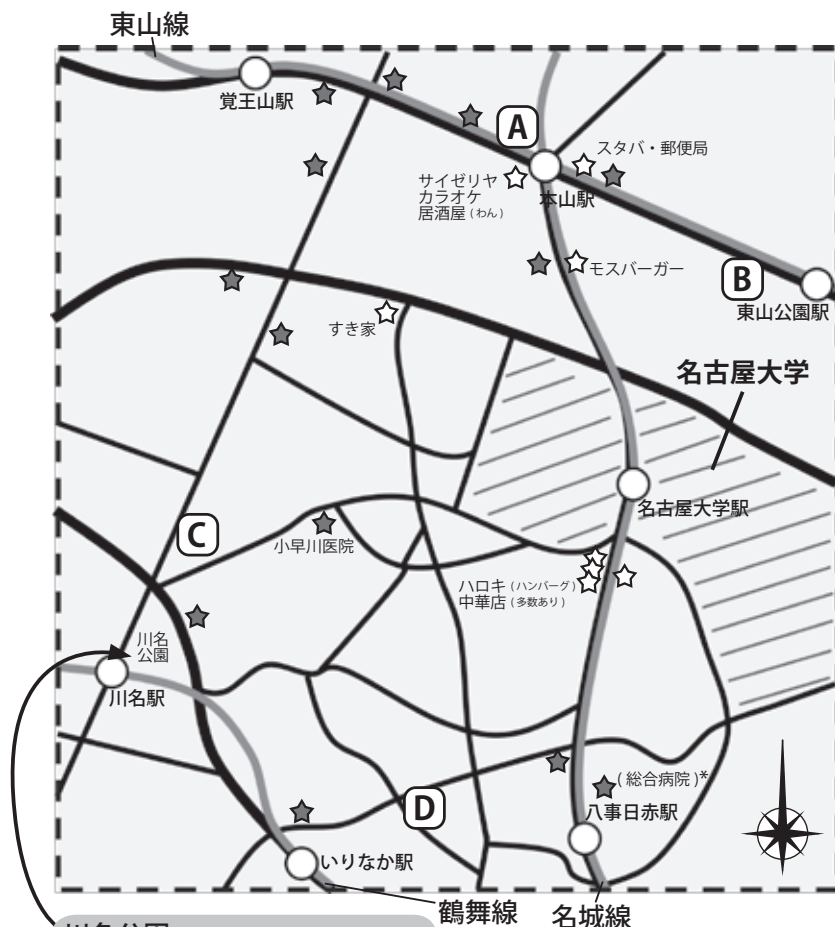 東山線
覚王山駅
A
スタバ・郵便局
サイゼリヤ
カラオケ
居酒屋(わん)
本山駅
モスバーガー
B
東山公園駅
すき家
名古屋大学
名古屋大学駅
C
小早川医院
ハロキ(ハンバーグ)
中華店(多数あり)
川名
公園
川名駅
(総合病院)*
D
八事日赤駅
いりなか駅
鶴舞線
名城線
川名公園